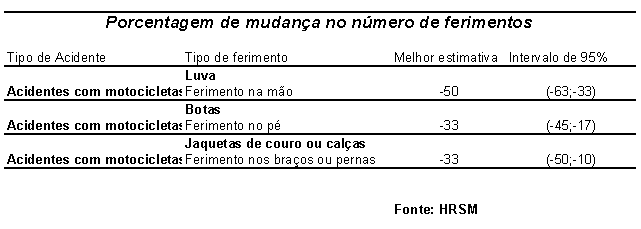 Porcentagem de mudança no número de ferimentos
Tipo de Acidente Tipo de ferimento Melhor estimativa Intervalo de 95%
Luva
Acidentes com motocicletas Ferimento na mão -50 (-63;-33)
Botas
Acidentes com motocicletas Ferimento no pé -33 (-45;-17)
Jaquetas de couro ou calças
Acidentes com motocicletas Ferimento nos braços ou pernas -33 (-50;-10)
Fonte: HRSM